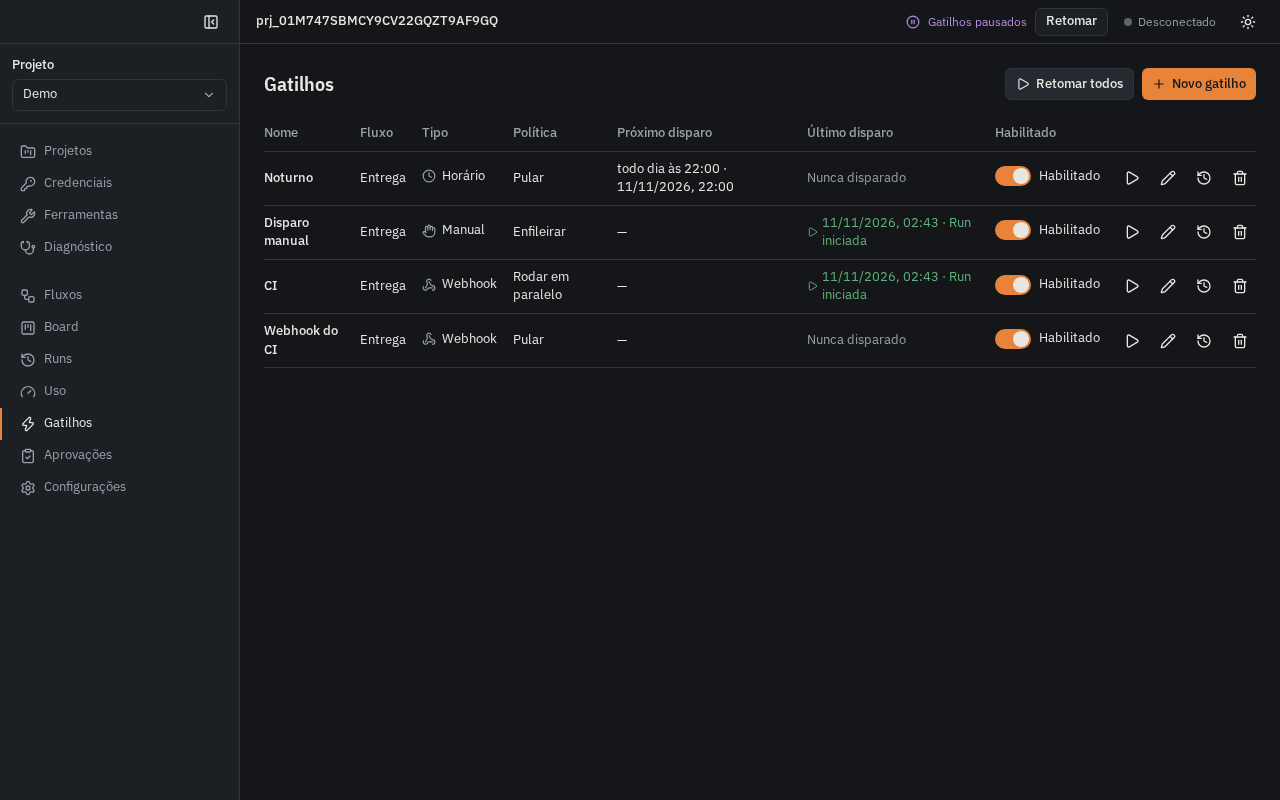 prj_01M747SBMCY9CV22GQZT9AF9GQ
Gatilhos pausados
Retomar
Desconectado
Projeto
Demo
Projetos
Credenciais
Ferramentas
Diagnóstico
Fluxos
Board
Runs
Uso
Gatilhos
Aprovações
Configurações
Gatilhos
Retomar todos
Novo gatilho
Nome Fluxo Tipo Política Próximo disparo Último disparo Habilitado
Noturno Entrega Horário Pular todo dia às 22:00 ·
11/11/2026, 22:00 Nunca disparado Habilitado
Disparo
manual Entrega Manual Enfileirar — 11/11/2026, 02:43 · Run
iniciada Habilitado
CI Entrega Webhook Rodar em
paralelo — 11/11/2026, 02:43 · Run
iniciada Habilitado
Webhook do
CI Entrega Webhook Pular — Nunca disparado Habilitado